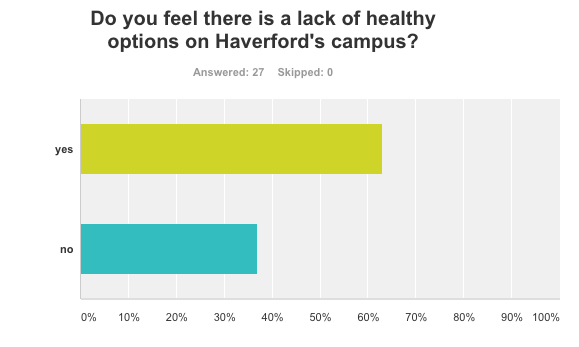 Do you feel there is a lack of healthy
options on Haverford's campus?
Answered: 27 Skipped: 0
yes
no
0% 10% 20% 30% 40% 50% 60% 70% 80% 90% 100%